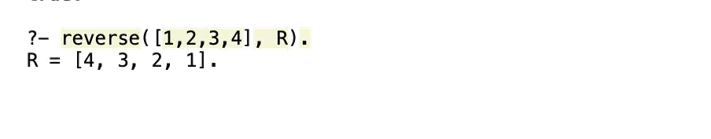 ?- reverse([1,2,3,4], R).
R = [4, 3, 2, 1].